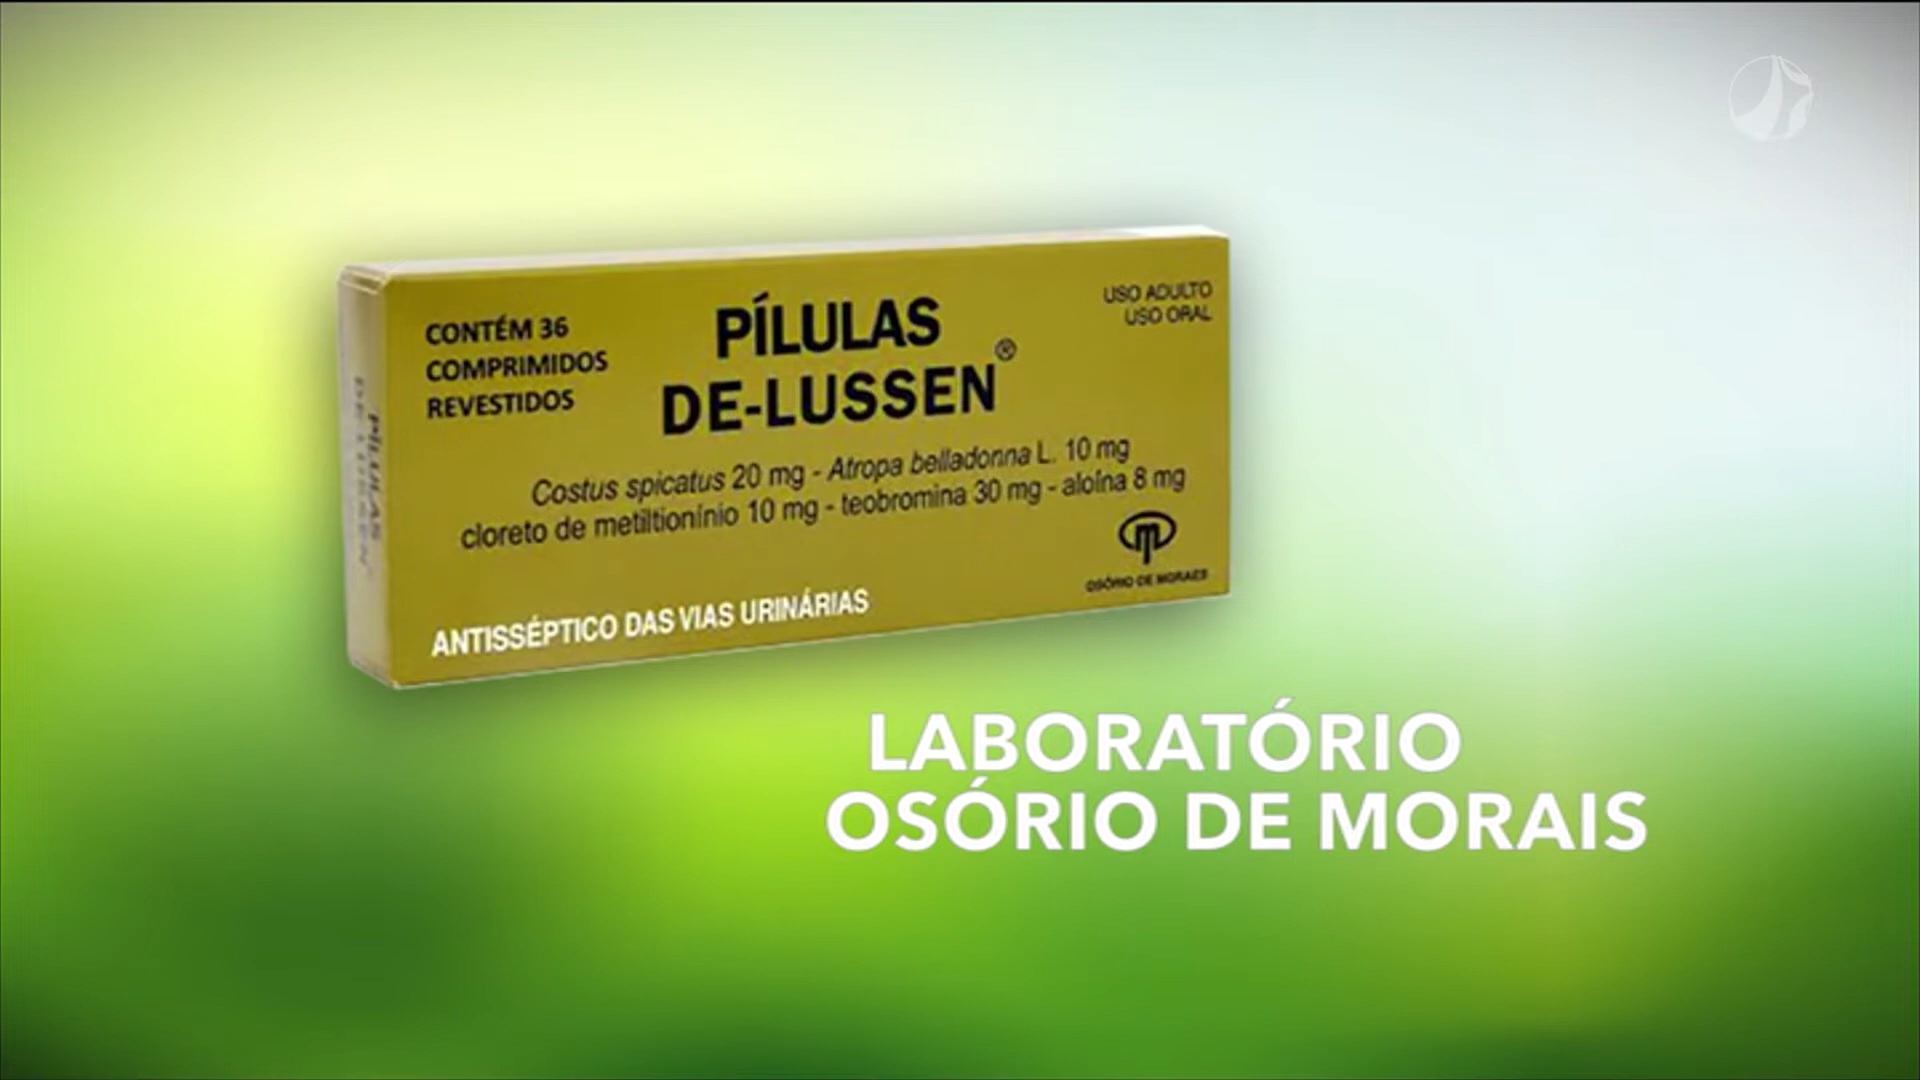 CONTÉM 36
COMPRIMIDOS
REVESTIDOS
PÍLULAS
DE-LUSSEN®
USO ADULTO
USO ORAL
Costus spicatus 20 mg - Atropa belladonna L. 10 mg
cloreto de metiltionínio 10 mg - teobromina 30 mg - aloína 8 mg
OSÓRIO DE MORAES
ANTISSÉPTICO DAS VIAS URINÁRIAS
PÍLULAS
DE-LUSSEN
LABORATÓRIO
OSÓRIO DE MORAIS